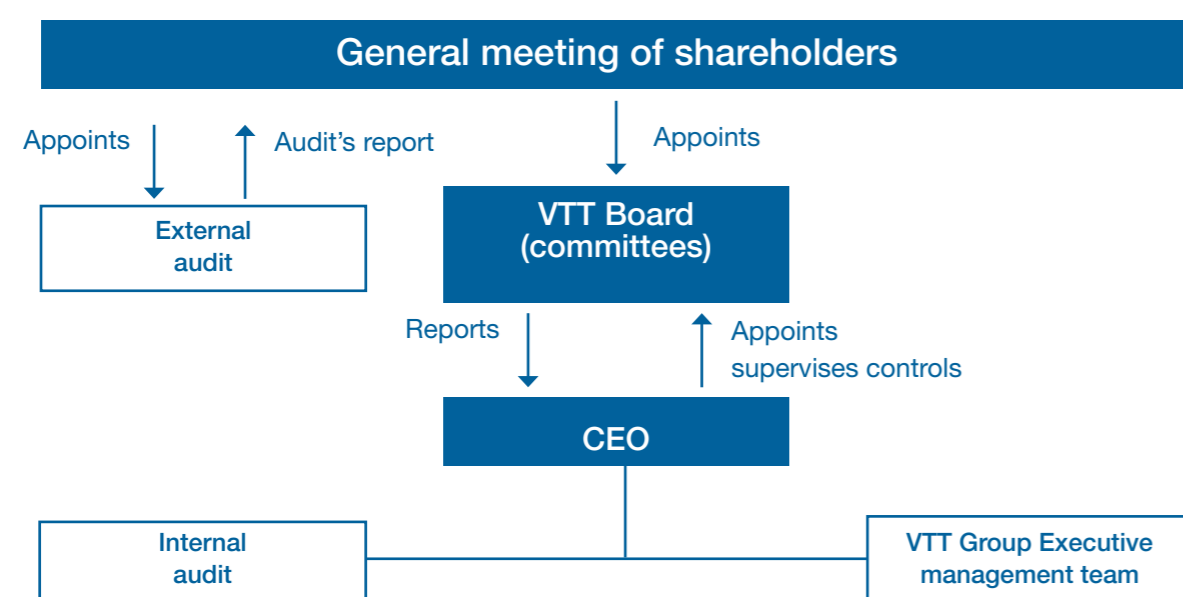 General meeting of shareholders
Appoints
Audit's report
Appoints
External
audit
VTT Board
(committees)
Reports
Appoints
supervises controls
CEO
Internal
audit
VTT Group Executive
management team